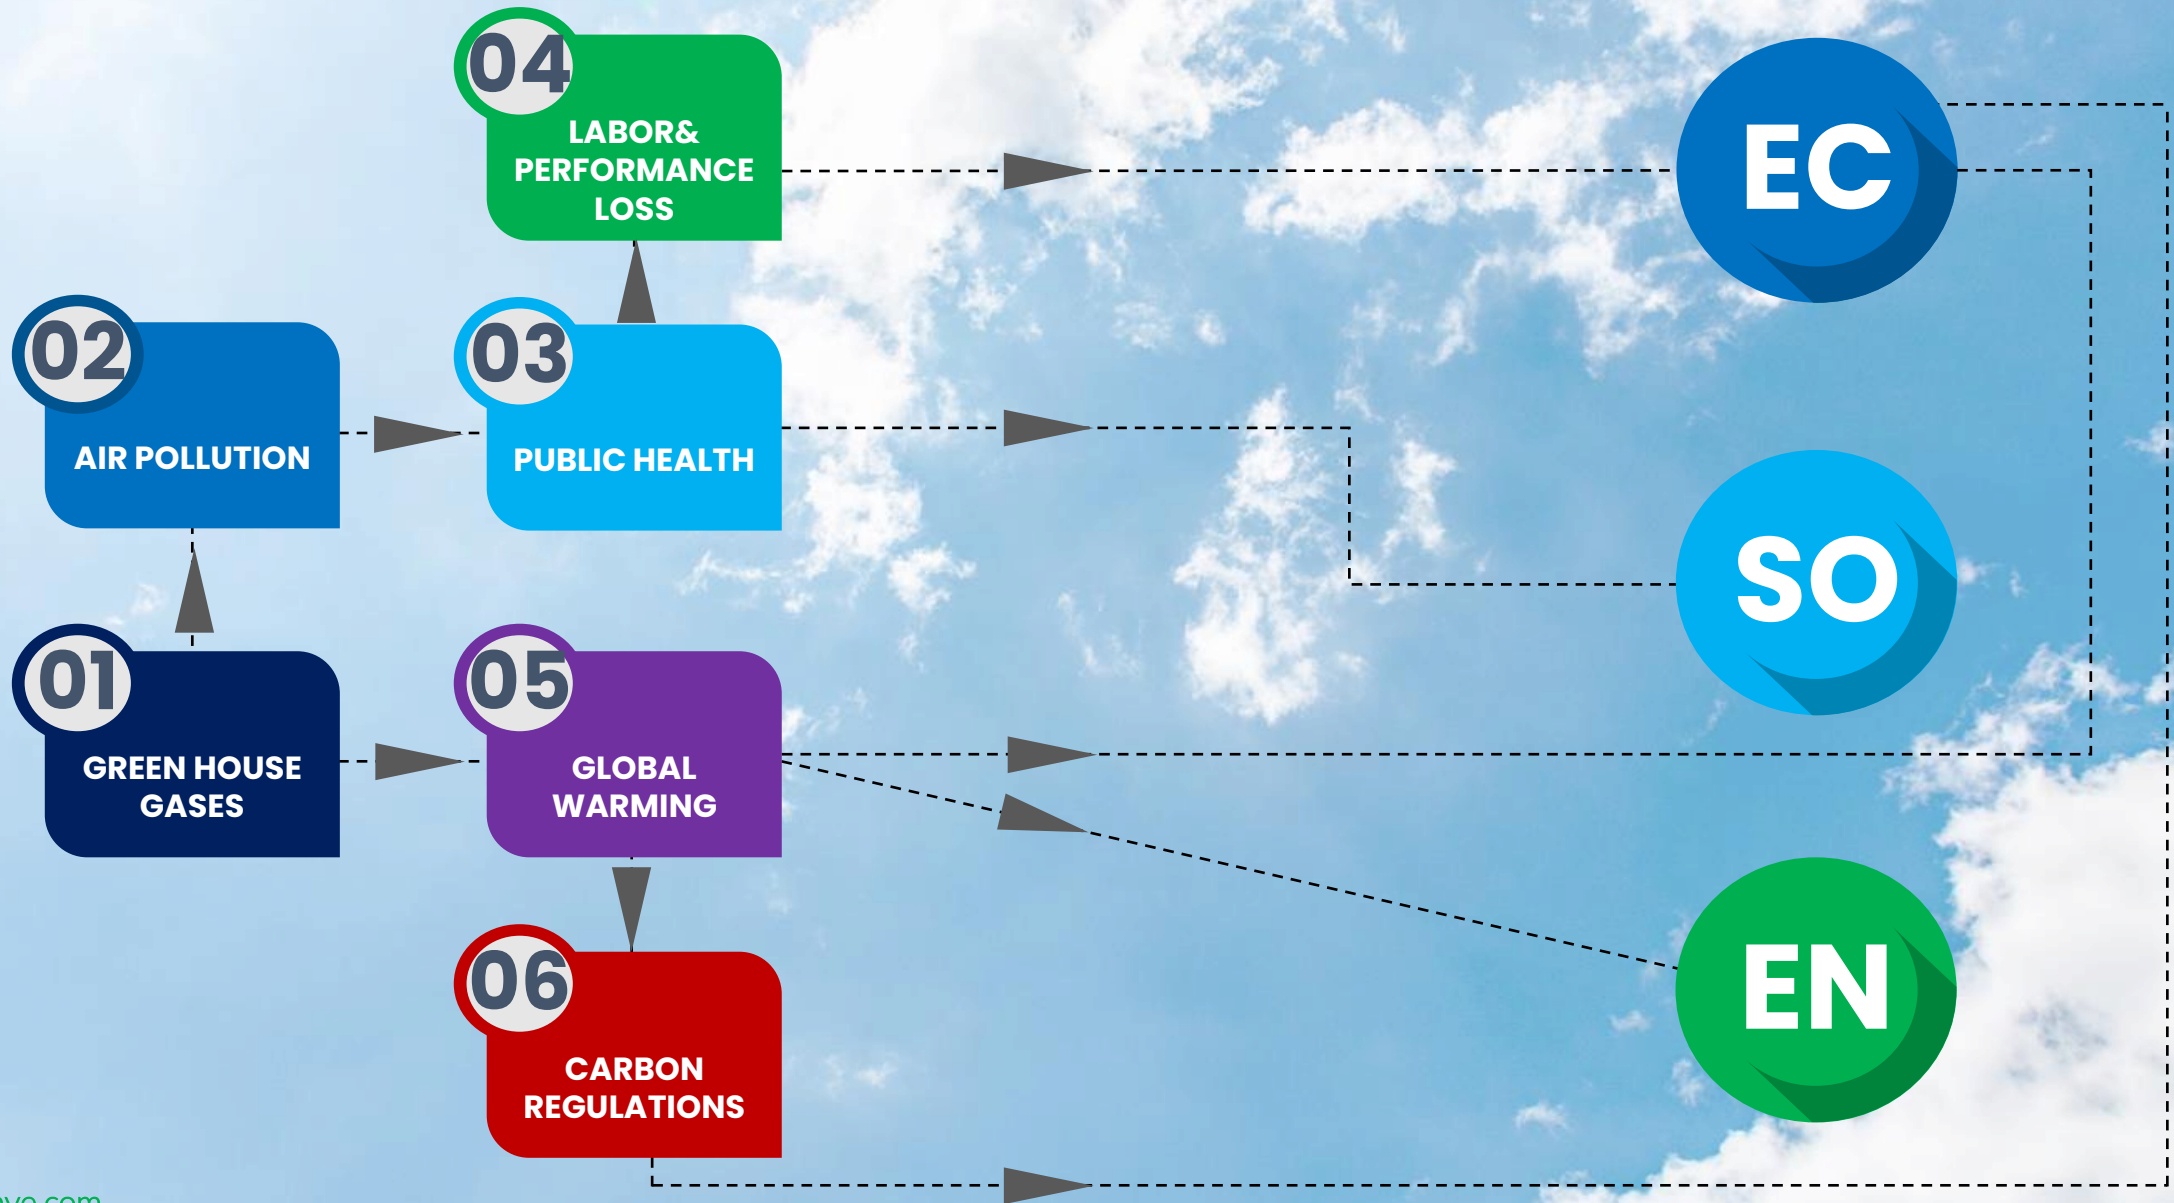 04
LABOR&
PERFORMANCE
LOSS
EC
02
AIR POLLUTION
03
PUBLIC HEALTH
SO
01
GREEN HOUSE
GASES
05
GLOBAL
WARMING
EN
06
CARBON
REGULATIONS